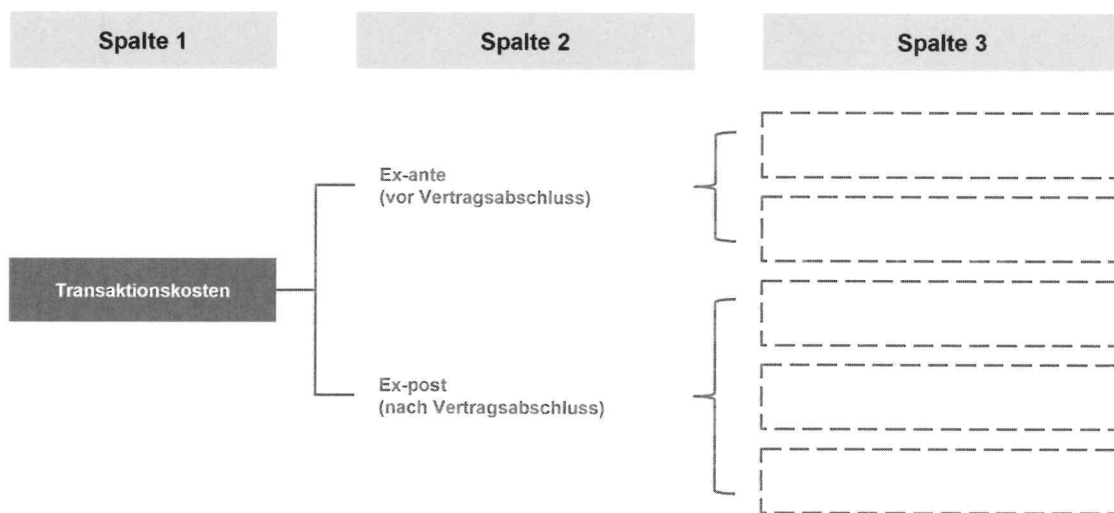 Spalte 1
Spalte 2
Spalte 3
Ex-ante
(vor Vertragsabschluss)
Transaktionskosten
Ex-post
(nach Vertragsabschluss)